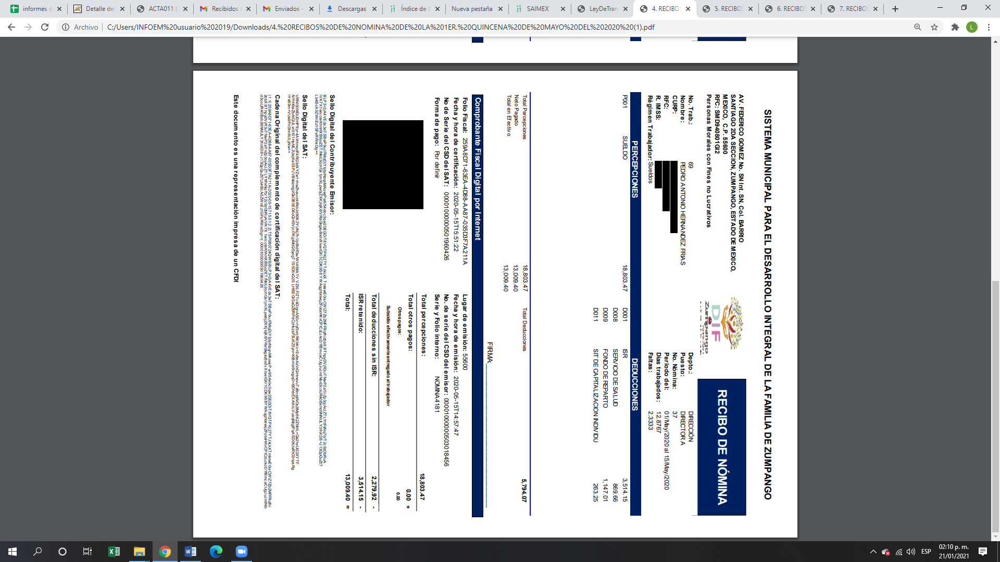 informes d
Detalle del
ACTA011 (
Recibidos (
Enviados -
Descargas
Índice de C
Nueva pestaña
SAIMEX
LeyDeTran
4. RECIBOS
5. RECIBOS
6. RECIBOS
7. RECIBOS
Archivo
C:/Users/INFOEM%20usuario%202019/Downloads/4.%20RECIBOS%20DE%20NOMINA%20DE%20LA%201ER.%20QUINCENA%20DE%20MAYO%20DEL%202020%20(1).pdf
L
SISTEMA MUNICIPAL PARA EL DESARROLLO INTEGRAL DE LA FAMILIA DE ZUMPANGO
AV. FEDERICO GOMEZ No. SN Int. SN, Col. BARRIO
SANTIAGO 2DA SECCION, ZUMPANGO, ESTADO DE MEXICO,
MEXICO, C.P. 55600
RFC: SMD940801GI2
Personas Morales con Fines no Lucrativos
DIF
Zumpango
RECIBO DE NÓMINA
No. Trab.: 69
Nombre: PEDRO ANTONIO HERNANDEZ FRIAS
CURP:
RFC:
R. IMSS:
Régimen Trabajador: Sueldos
Depto.: DIRECCIÓN
Puesto: DIRECTOR A
No. Nómina: 37
Periodo del: 01/May/2020 al 15/May/2020
Dias trabajados: 12.8767
Faltas: 2.3333
PERCEPCIONES DEDUCCIONES
P001 SUELDO 18,803.47 D001 ISR 3,514.15
D008 SERVICIO DE SALUD 869.66
D009 FONDO DE REPARTO 1,147.01
D011 SIT DE CAPITALIZACION INDIVIDU 263.25
Total Percepciones 18,803.47 Total Deducciones 5,794.07
Neto Pagado 13,009.40
Total en Efectivo 13,009.40
FIRMA:
Comprobante Fiscal Digital por Internet
Folio Fiscal: 259A8D71-63EA-4D88-AA87-035D3F7A211A
Fecha y hora de certificación: 2020-05-15T15:51:22
No de Serie del CSD del SAT: 00001000000501960426
Forma de pago: Por definir
Lugar de emisión: 55600
Fecha y hora de emisión: 2020-05-15T14:57:47
No. de serie del CSD del emisor: 00001000000503018456
Serie y Folio interno: NOMINA 4181
Total percepciones: 18,803.47
Total otros pagos: 0.00 +
Otros pagos:
Subsidio efectivamente entregado al trabajador 0.00
Total deducciones sin ISR: 2,279.92 -
ISR retenido: 3,514.15 -
Total: 13,009.40 =
Sello Digital del Contribuyente Emisor:
Sello Digital del SAT:
Cadena Original del complemento de certificación digital del SAT:
Este documento es una representación impresa de un CFDI
ESP
02:10 p. m.
21/01/2021